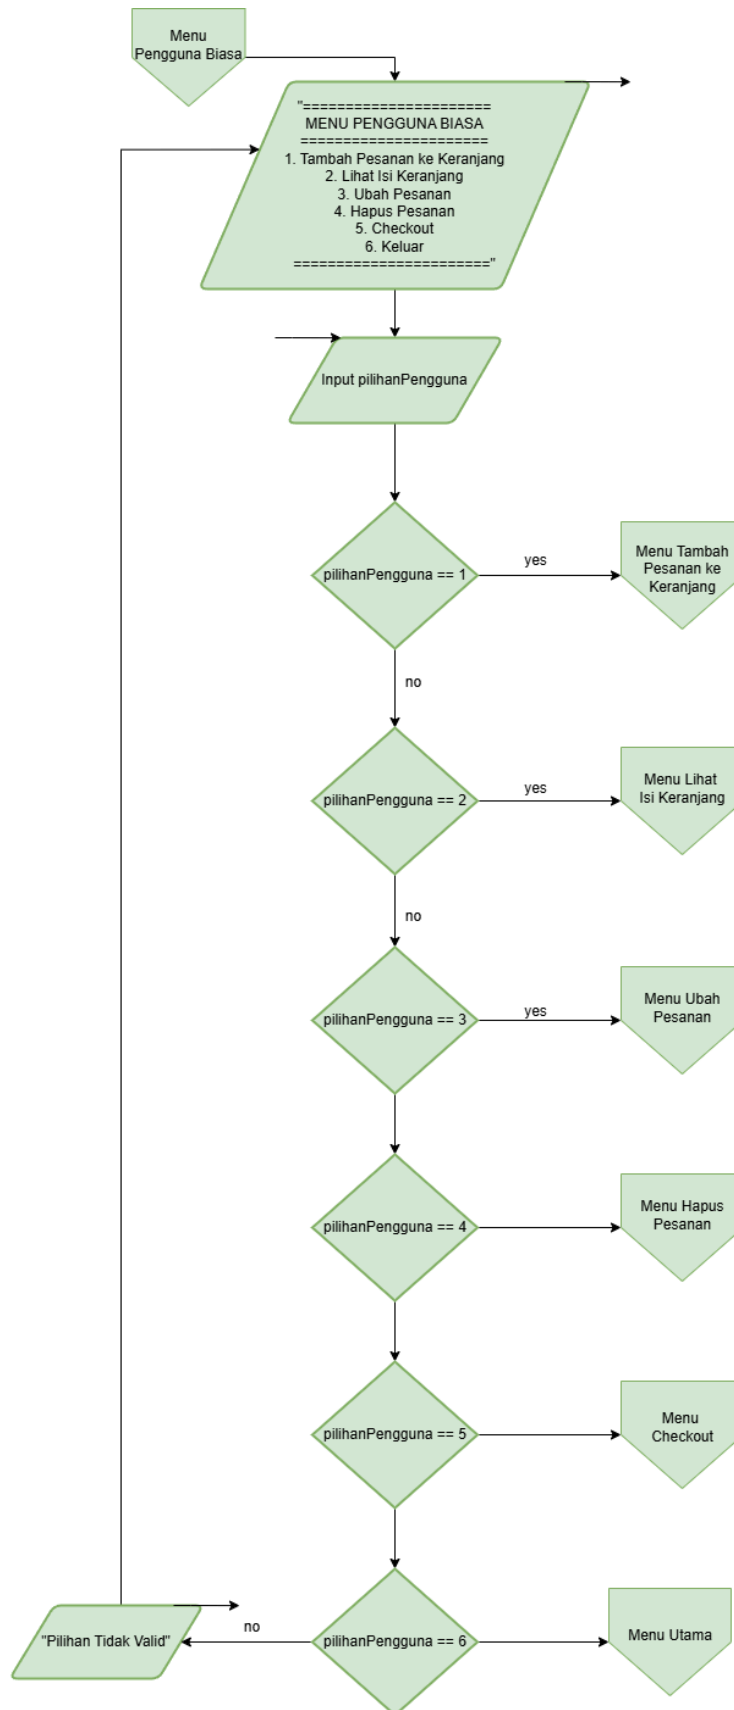 Menu
Pengguna Biasa
"======================
MENU PENGGUNA BIASA
======================
1. Tambah Pesanan ke Keranjang
2. Lihat Isi Keranjang
3. Ubah Pesanan
4. Hapus Pesanan
5. Checkout
6. Keluar
======================="
Input pilihanPengguna
pilihanPengguna == 1
yes
Menu Tambah
Pesanan ke
Keranjang
no
pilihanPengguna == 2
yes
Menu Lihat
Isi Keranjang
no
pilihanPengguna == 3
yes
Menu Ubah
Pesanan
pilihanPengguna == 4
Menu Hapus
Pesanan
pilihanPengguna == 5
Menu
Checkout
"Pilihan Tidak Valid"
no
pilihanPengguna == 6
Menu Utama